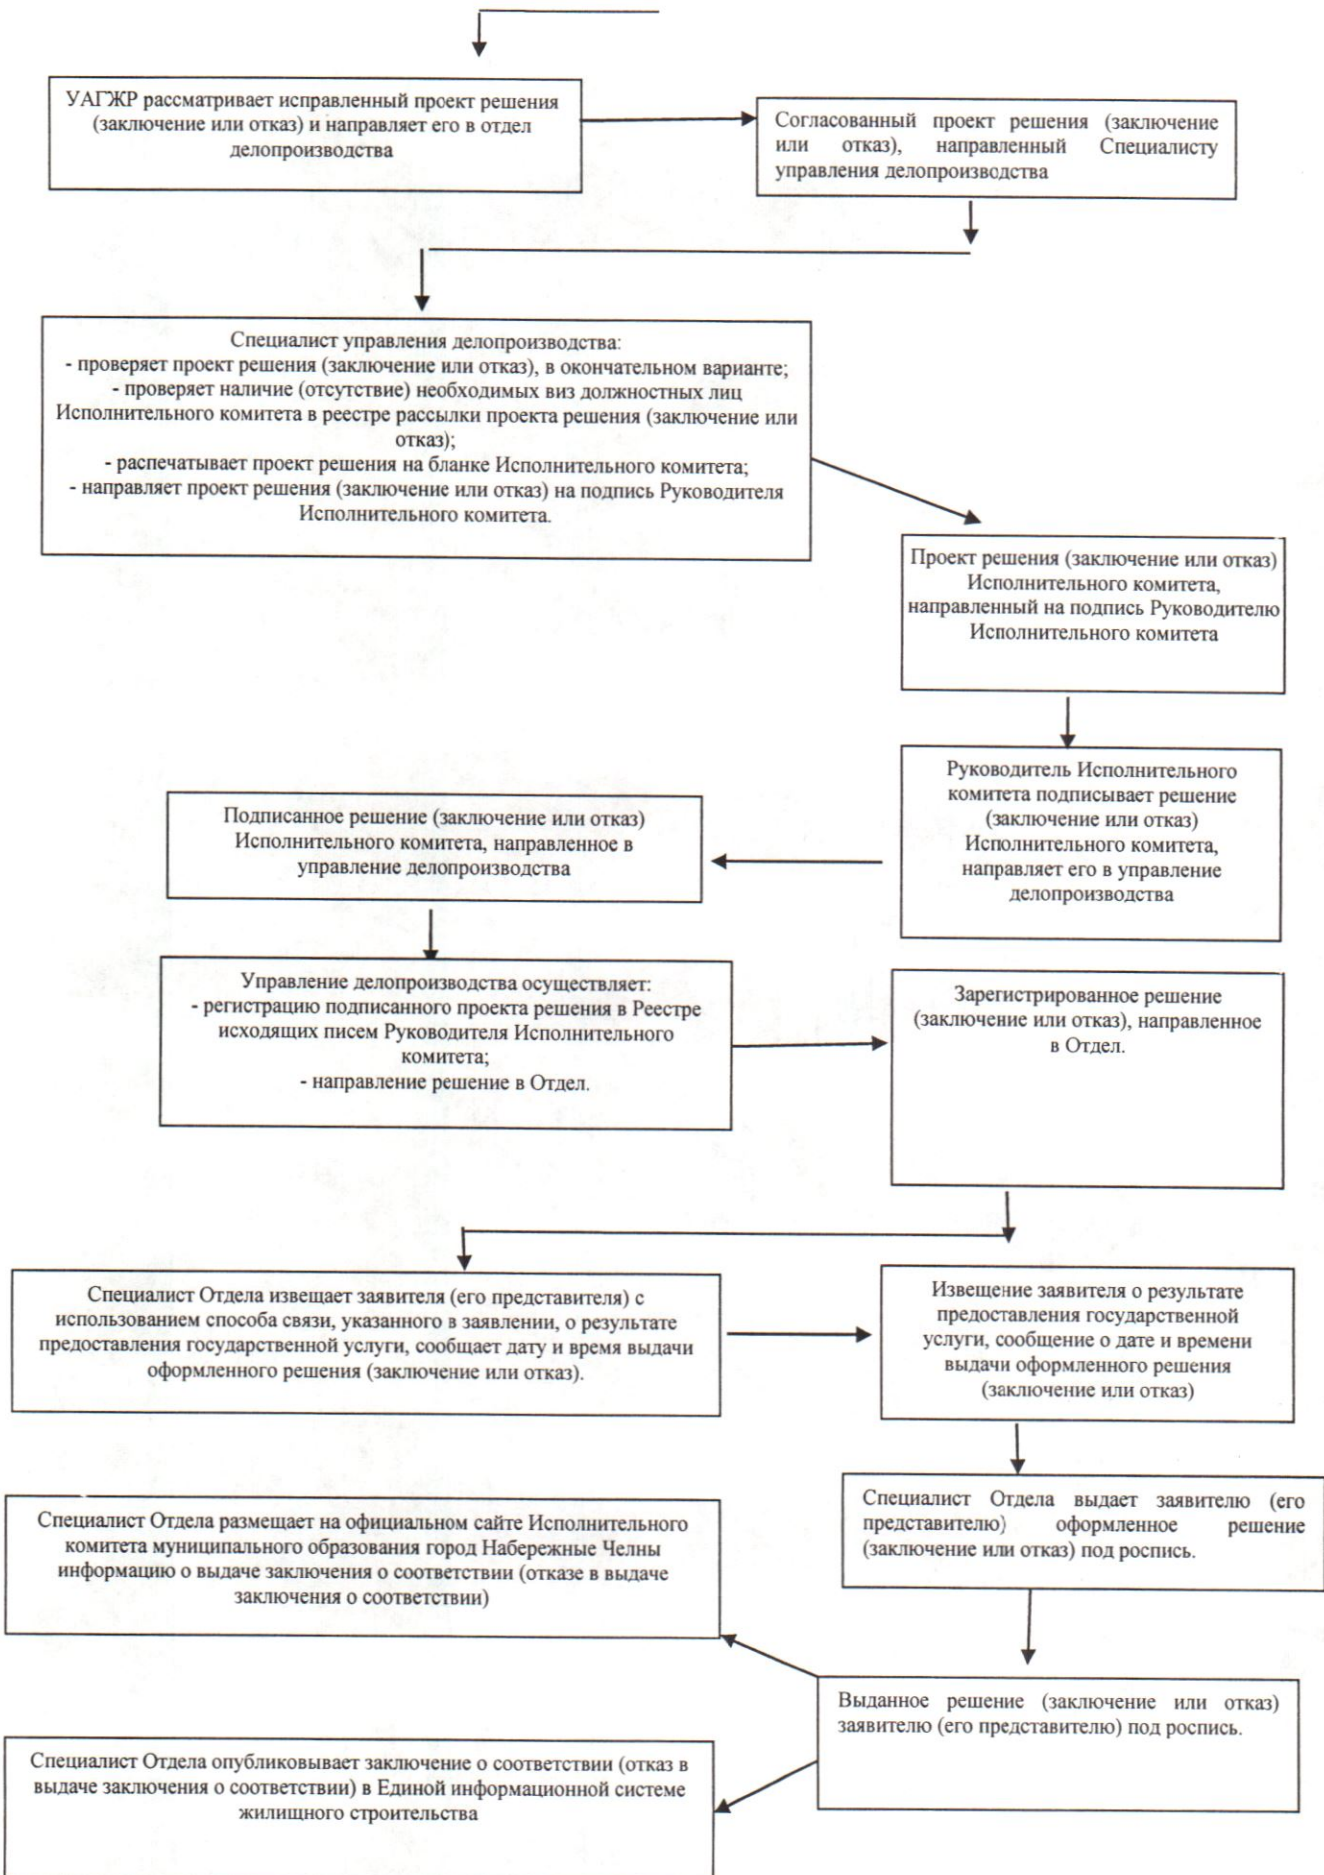 УАГЖР рассматривает исправленный проект решения
(заключение или отказ) и направляет его в отдел
делопроизводства
Согласованный проект решения (заключение
или отказ), направленный Специалисту
управления делопроизводства
Специалист управления делопроизводства:
- проверяет проект решения (заключение или отказ), в окончательном варианте;
- проверяет наличие (отсутствие) необходимых виз должностных лиц
Исполнительного комитета в реестре рассылки проекта решения (заключение или
отказ);
- распечатывает проект решения на бланке Исполнительного комитета;
- направляет проект решения (заключение или отказ) на подпись Руководителя
Исполнительного комитета.
Проект решения (заключение или отказ)
Исполнительного комитета,
направленный на подпись Руководителю
Исполнительного комитета
Руководитель Исполнительного
комитета подписывает решение
(заключение или отказ)
Исполнительного комитета,
направляет его в управление
делопроизводства
Подписанное решение (заключение или отказ)
Исполнительного комитета, направленное в
управление делопроизводства
Управление делопроизводства осуществляет:
- регистрацию подписанного проекта решения в Реестре
исходящих писем Руководителя Исполнительного
комитета;
- направление решение в Отдел.
Зарегистрированное решение
(заключение или отказ), направленное
в Отдел.
Специалист Отдела извещает заявителя (его представителя) с
использованием способа связи, указанного в заявлении, о результате
предоставления государственной услуги, сообщает дату и время выдачи
оформленного решения (заключение или отказ).
Извещение заявителя о результате
предоставления государственной
услуги, сообщение о дате и времени
выдачи оформленного решения
(заключение или отказ)
Специалист Отдела выдает заявителю (его
представителю) оформленное решение
(заключение или отказ) под роспись.
Специалист Отдела размещает на официальном сайте Исполнительного
комитета муниципального образования город Набережные Челны
информацию о выдаче заключения о соответствии (отказе в выдаче
заключения о соответствии)
Выданное решение (заключение или отказ)
заявителю (его представителю) под роспись.
Специалист Отдела опубликовывает заключение о соответствии (отказ в
выдаче заключения о соответствии) в Единой информационной системе
жилищного строительства